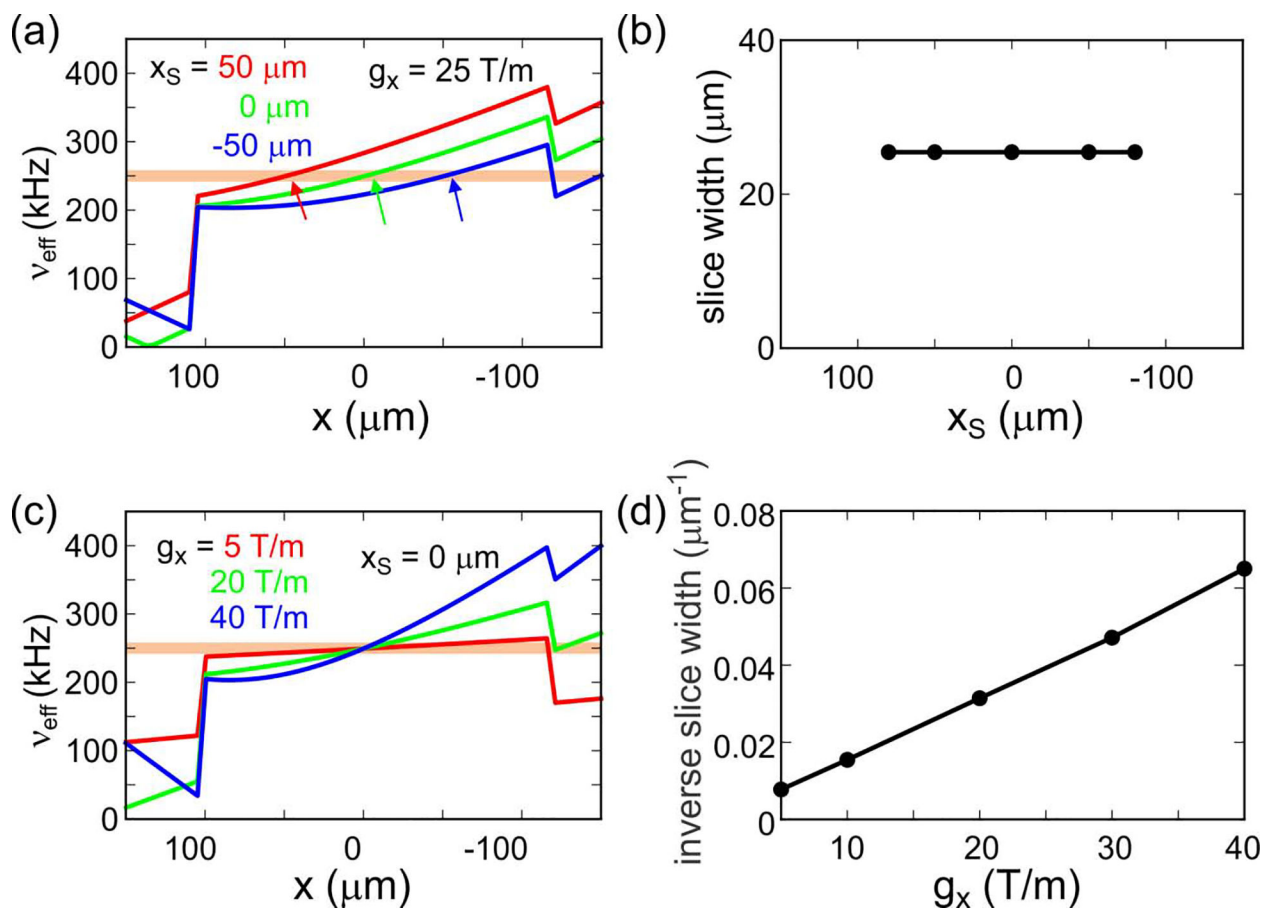 (a)
x_S = 50 μm
0 μm
-50 μm
g_x = 25 T/m
ν_eff (kHz)
400
300
200
100
0
100 0 -100
x (μm)
(b)
slice width (μm)
40
20
0
100 0 -100
x_S (μm)
(c)
g_x = 5 T/m
20 T/m
40 T/m
x_S = 0 μm
ν_eff (kHz)
400
300
200
100
0
100 0 -100
x (μm)
(d)
inverse slice width (μm⁻¹)
0.08
0.06
0.04
0.02
0
10 20 30 40
g_x (T/m)